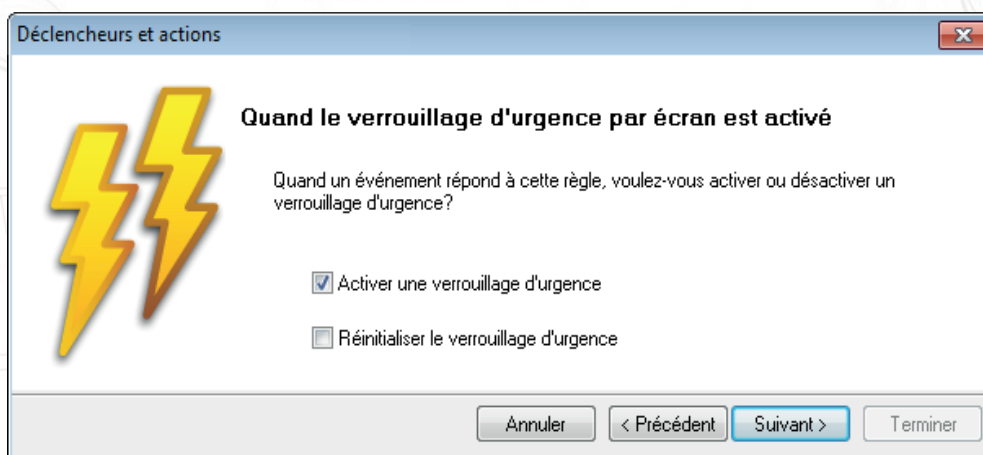 Déclencheurs et actions
Quand le verrouillage d'urgence par écran est activé
Quand un événement répond à cette règle, voulez-vous activer ou désactiver un
verrouillage d'urgence?
Activer une verrouillage d'urgence
Réinitialiser le verrouillage d'urgence
Annuler
< Précédent
Suivant >
Terminer